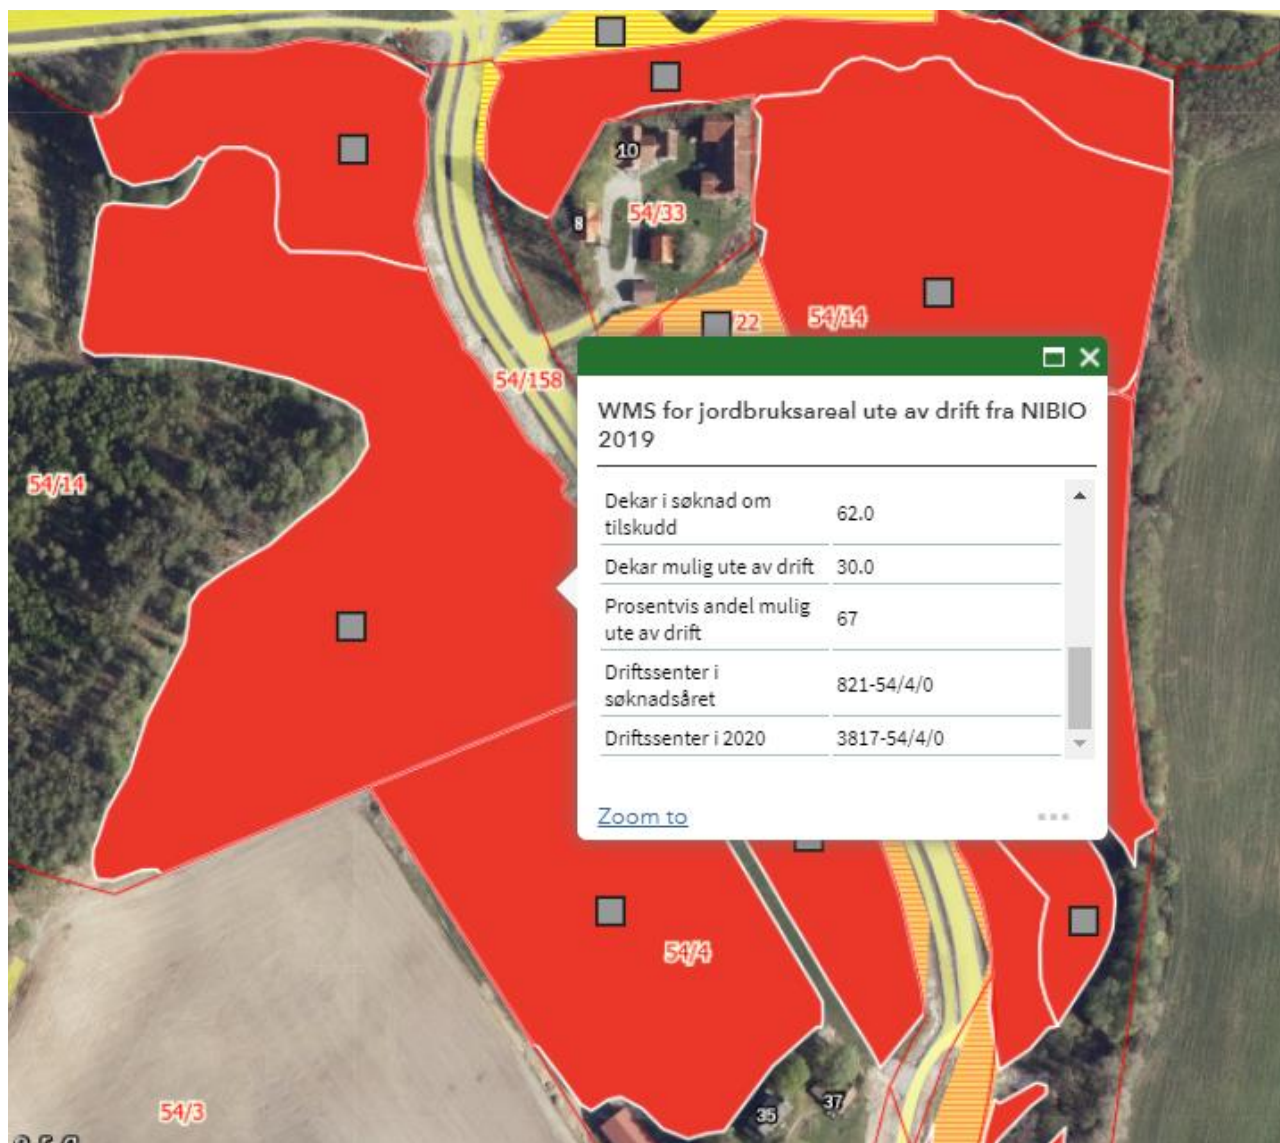 10
8
54/33
/22
54/14
54/158
54/14
WMS for jordbruksareal ute av drift fra NIBIO
2019
Dekar i søknad om
tilskudd
62.0
Dekar mulig ute av drift
30.0
Prosentvis andel mulig
ute av drift
67
Driftssenter i
søknadsåret
821-54/4/0
Driftssenter i 2020
3817-54/4/0
Zoom to
54/4
54/3
35
37